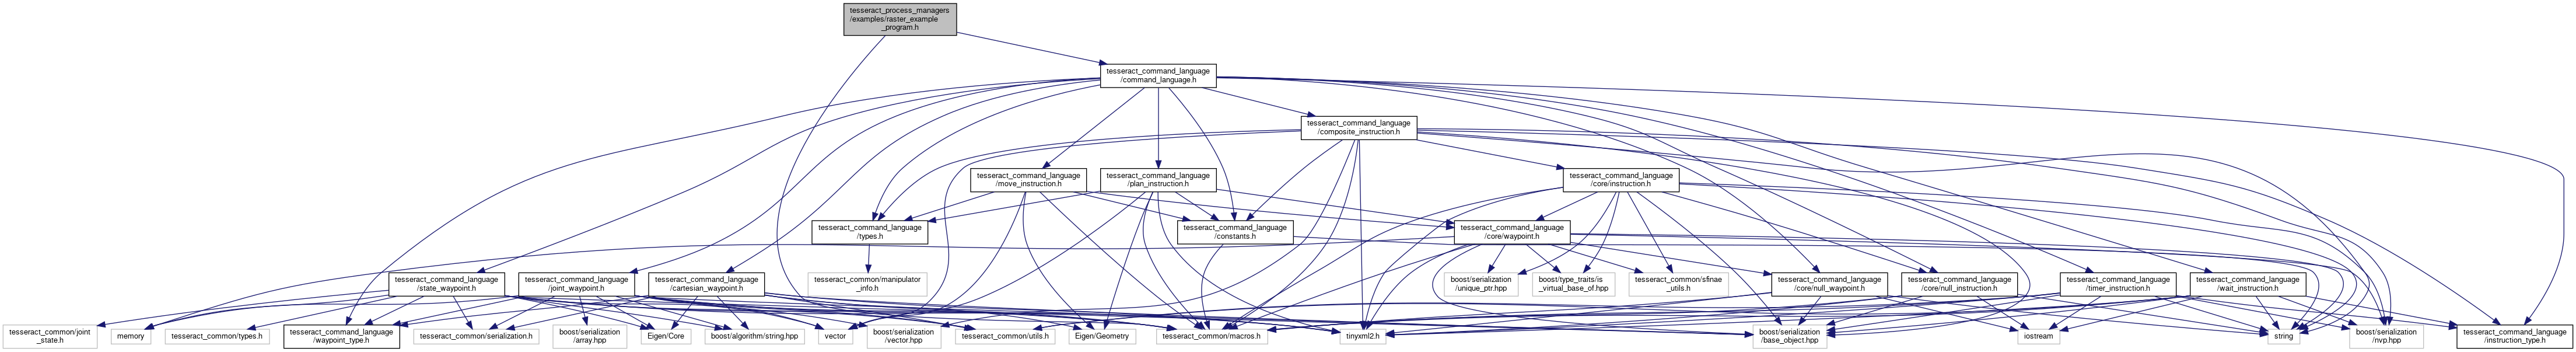 tesseract_process_managers
/examples/raster_example
_program.h
tesseract_command_language
/command_language.h
tesseract_command_language
/composite_instruction.h
tesseract_command_language
/move_instruction.h
tesseract_command_language
/plan_instruction.h
tesseract_command_language
/core/instruction.h
tesseract_command_language
/types.h
tesseract_command_language
/constants.h
tesseract_command_language
/core/waypoint.h
tesseract_command_language
/state_waypoint.h
tesseract_command_language
/joint_waypoint.h
tesseract_command_language
/cartesian_waypoint.h
tesseract_common/manipulator
_info.h
boost/serialization
/unique_ptr.hpp
boost/type_traits/is
_virtual_base_of.hpp
tesseract_common/sfinae
_utils.h
tesseract_command_language
/core/null_waypoint.h
tesseract_command_language
/core/null_instruction.h
tesseract_command_language
/timer_instruction.h
tesseract_command_language
/wait_instruction.h
tesseract_common/joint
_state.h
memory
tesseract_common/types.h
tesseract_command_language
/waypoint_type.h
tesseract_common/serialization.h
boost/serialization
/array.hpp
Eigen/Core
boost/algorithm/string.hpp
vector
boost/serialization
/vector.hpp
tesseract_common/utils.h
Eigen/Geometry
tesseract_common/macros.h
tinyxml2.h
boost/serialization
/base_object.hpp
iostream
string
boost/serialization
/nvp.hpp
tesseract_command_language
/instruction_type.h